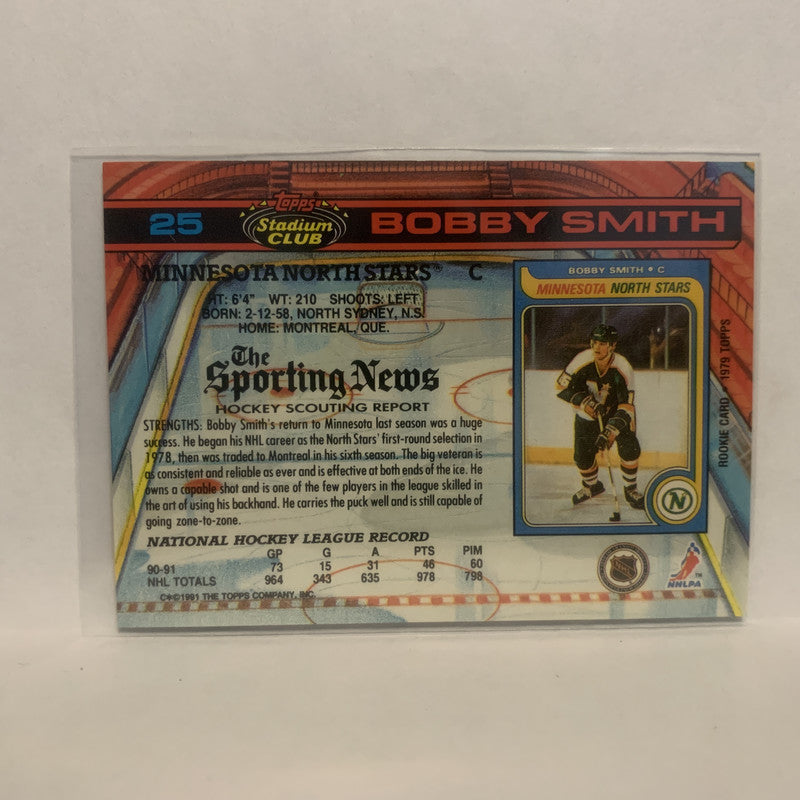 25
Topps
Stadium
CLUB
BOBBY SMITH
MINNESOTA NORTH STARS™ C
HT: 6'4" WT: 210 SHOOTS: LEFT
BORN: 2-12-58, NORTH SYDNEY, N.S.
HOME: MONTREAL, QUE.
The
Sporting News
HOCKEY SCOUTING REPORT
STRENGTHS: Bobby Smith's return to Minnesota last season was a huge
success. He began his NHL career as the North Stars' first-round selection in
1978, then was traded to Montreal in his sixth season. The big veteran is
as consistent and reliable as ever and is effective at both ends of the ice. He
owns a capable shot and is one of the few players in the league skilled in
the art of using his backhand. He carries the puck well and is still capable of
going zone-to-zone.
NATIONAL HOCKEY LEAGUE RECORD
GP G A PTS PIM
90-91 73 15 31 46 60
NHL TOTALS 964 343 635 978 798
C✻©1991 THE TOPPS COMPANY, INC.
BOBBY SMITH • C
MINNESOTA NORTH STARS
N
ROOKIE CARD – 1979 TOPPS
NHL
NHLPA™